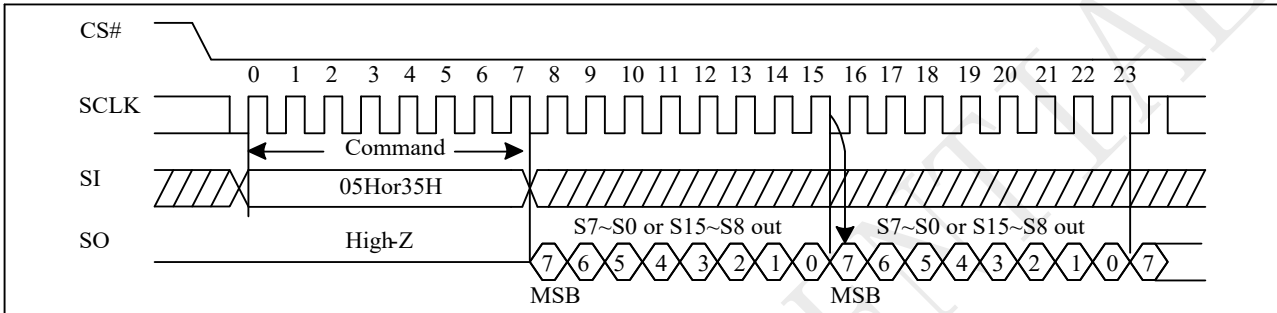 CS#
0 1 2 3 4 5 6 7 8 9 10 11 12 13 14 15 16 17 18 19 20 21 22 23
SCLK
Command
SI 05Hor35H
S7~S0 or S15~S8 out S7~S0 or S15~S8 out
SO High-Z
7 6 5 4 3 2 1 0 7 6 5 4 3 2 1 0 7
MSB MSB